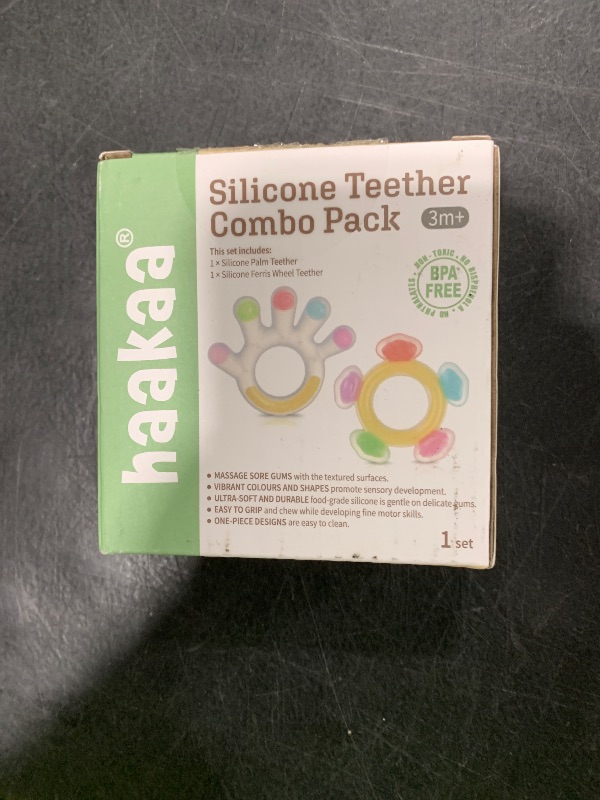 haakaa®
Silicone Teether
Combo Pack 3m+
This set includes:
1 × Silicone Palm Teether
1 × Silicone Ferris Wheel Teether
NON-TOXIC • NO
• NO PHTHALATES •
BPA*
FREE
• MASSAGE SORE GUMS with the textured surfaces.
• VIBRANT COLOURS AND SHAPES promote sensory development.
• ULTRA-SOFT AND DURABLE food-grade silicone is gentle on delicate gums.
• EASY TO GRIP and chew while developing fine motor skills.
• ONE-PIECE DESIGNS are easy to clean.
1 set